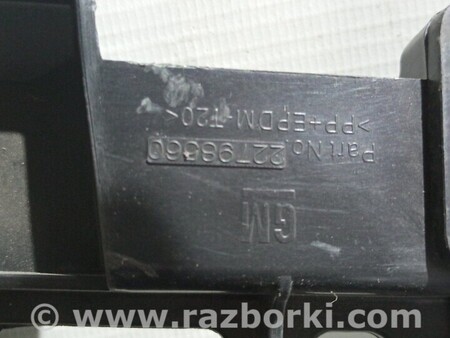 GM
Part No. 22798360
>PP+EPDM-T20<
© www.razborki.com